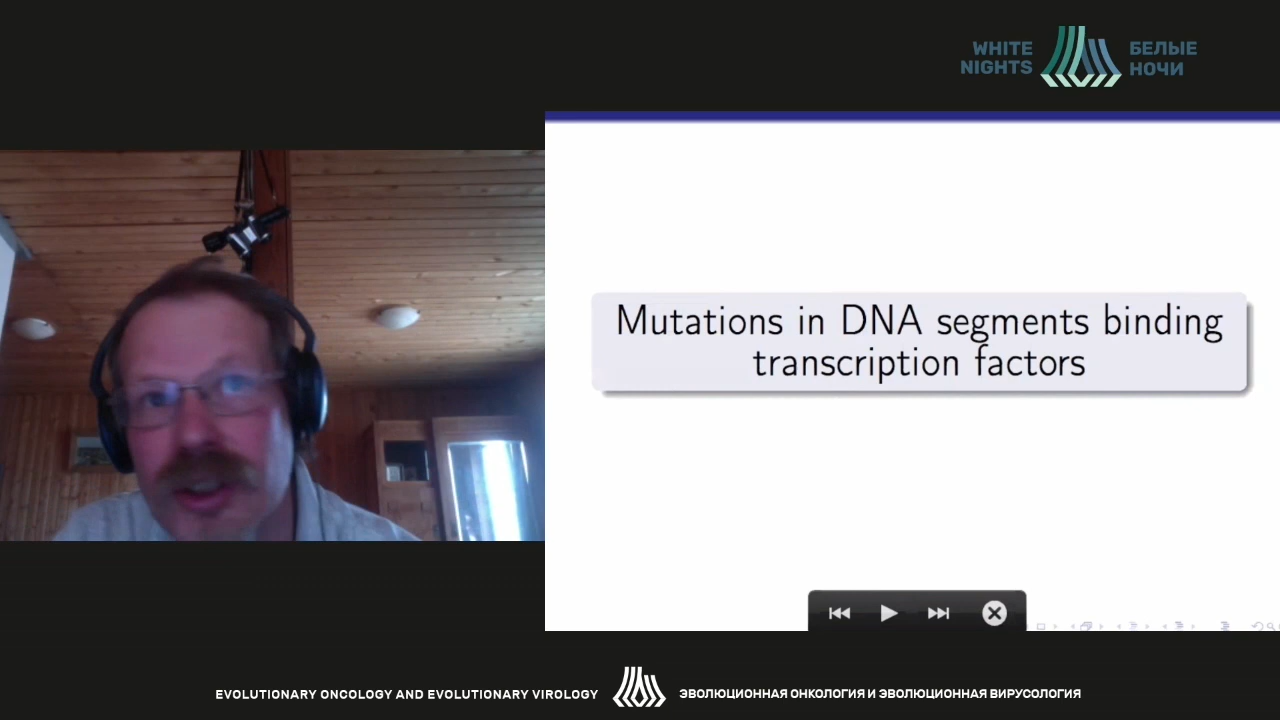 WHITE
NIGHTS
БЕЛЫЕ
НОЧИ
Mutations in DNA segments binding
transcription factors
EVOLUTIONARY ONCOLOGY AND EVOLUTIONARY VIROLOGY
ЭВОЛЮЦИОННАЯ ОНКОЛОГИЯ И ЭВОЛЮЦИОННАЯ ВИРУСОЛОГИЯ